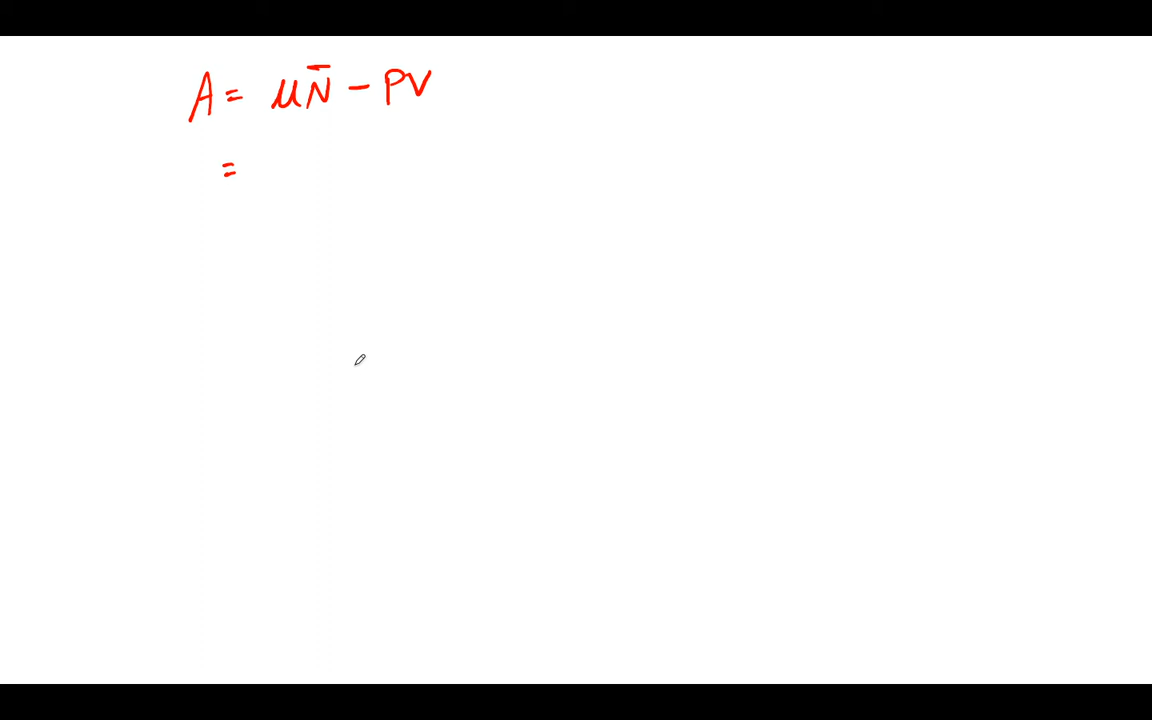 A = μN̄ - PV
=